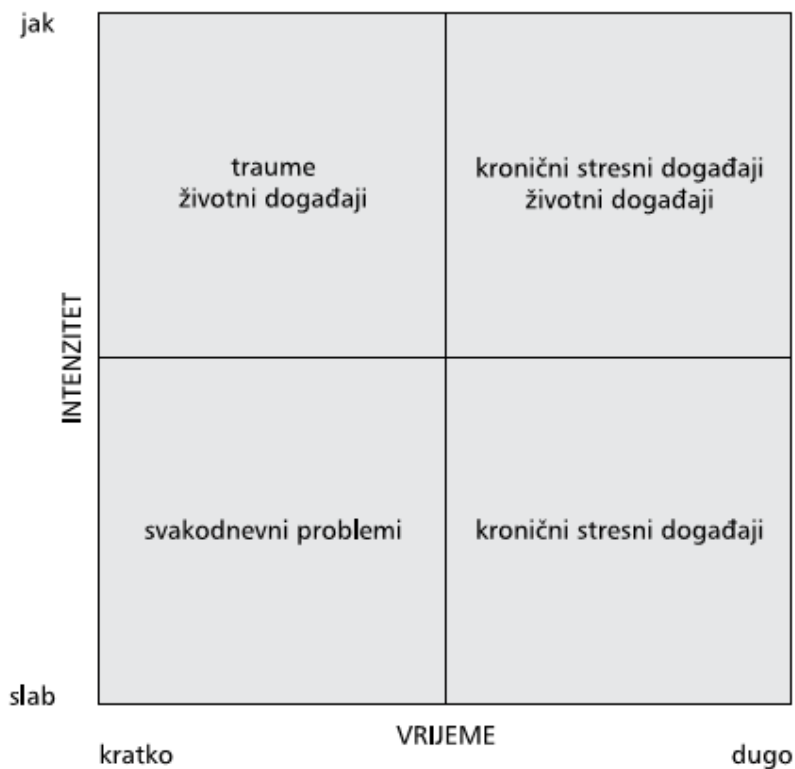 jak
traume
životni događaji
kronični stresni događaji
životni događaji
INTENZITET
svakodnevni problemi
kronični stresni događaji
slab
VRIJEME
kratko
dugo